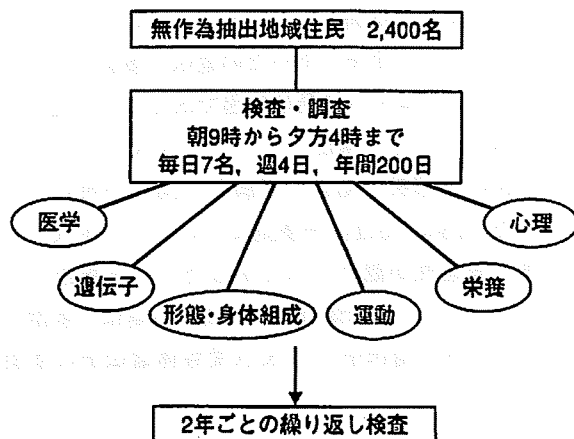 無作為抽出地域住民 2,400名
検査・調査
朝9時から夕方4時まで
毎日7名，週4日，年間200日
医学
心理
遺伝子
栄養
形態・身体組成
運動
2年ごとの繰り返し検査